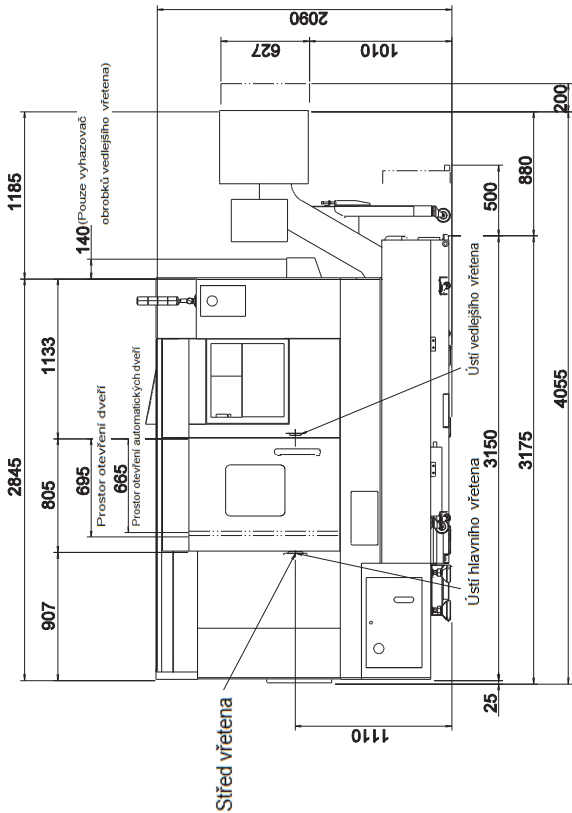 2845
1185
907
805
1133
140
(Pouze vyhazovač
obrobků vedlejšího vřetena)
695
Prostor otevření dveří
665
Prostor otevření automatických dveří
2090
627
1010
Střed vřetena
1110
Ústí hlavního vřetena
Ústí vedlejšího vřetena
25
3150
500
3175
880
200
4055